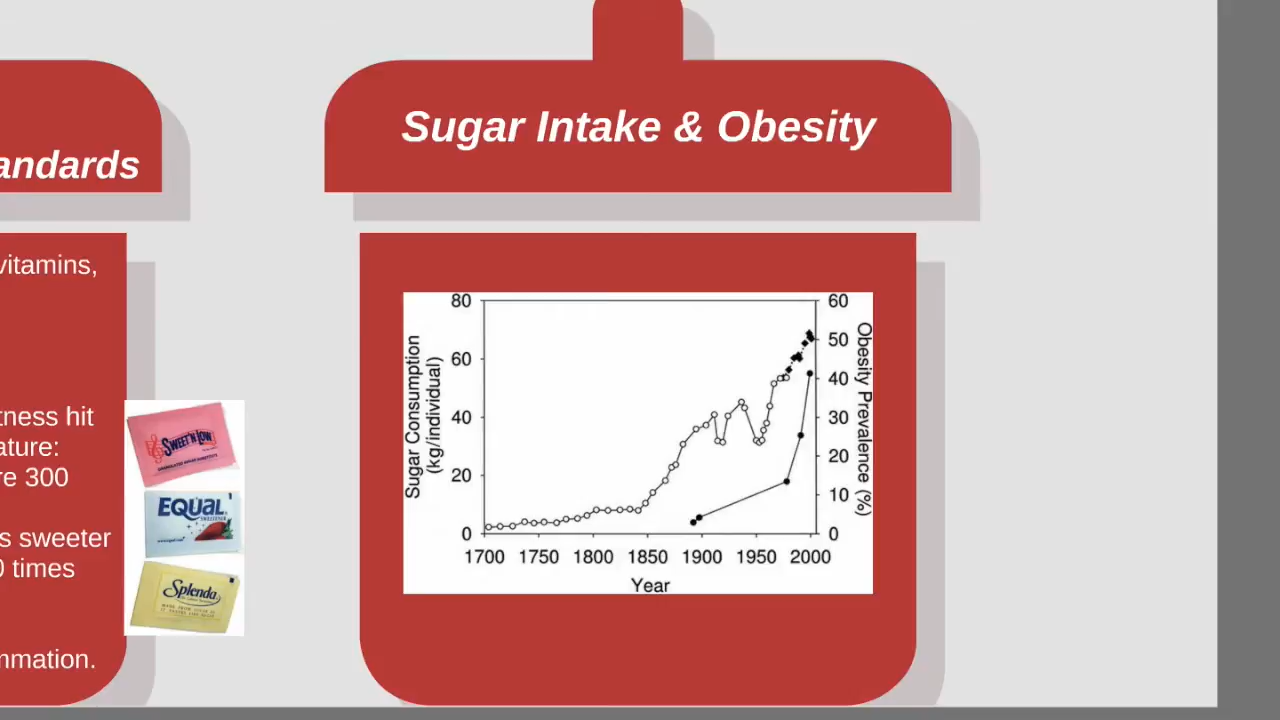 andards
vitamins,
tness hit
ature:
re 300
s sweeter
0 times
mmation.
Sweet'N Low
EQUAL
SWEETENER
Splenda
Sugar Intake & Obesity
80
60
40
20
0
Sugar Consumption
(kg/individual)
60
50
40
30
20
10
0
Obesity Prevalence (%)
1700 1750 1800 1850 1900 1950 2000
Year